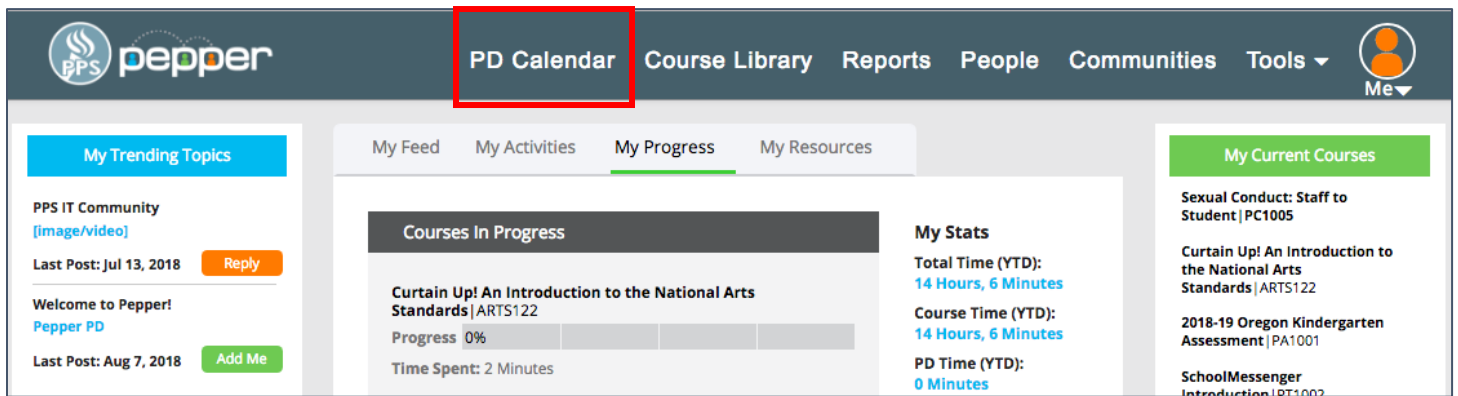 PPS pepper
PD Calendar
Course Library
Reports
People
Communities
Tools
Me
My Trending Topics
PPS IT Community
[image/video]
Last Post: Jul 13, 2018
Reply
Welcome to Pepper!
Pepper PD
Last Post: Aug 7, 2018
Add Me
My Feed
My Activities
My Progress
My Resources
Courses In Progress
Curtain Up! An Introduction to the National Arts
Standards|ARTS122
Progress 0%
Time Spent: 2 Minutes
My Stats
Total Time (YTD):
14 Hours, 6 Minutes
Course Time (YTD):
14 Hours, 6 Minutes
PD Time (YTD):
0 Minutes
My Current Courses
Sexual Conduct: Staff to
Student|PC1005
Curtain Up! An Introduction to
the National Arts
Standards|ARTS122
2018-19 Oregon Kindergarten
Assessment|PA1001
SchoolMessenger
Introduction|PT1002